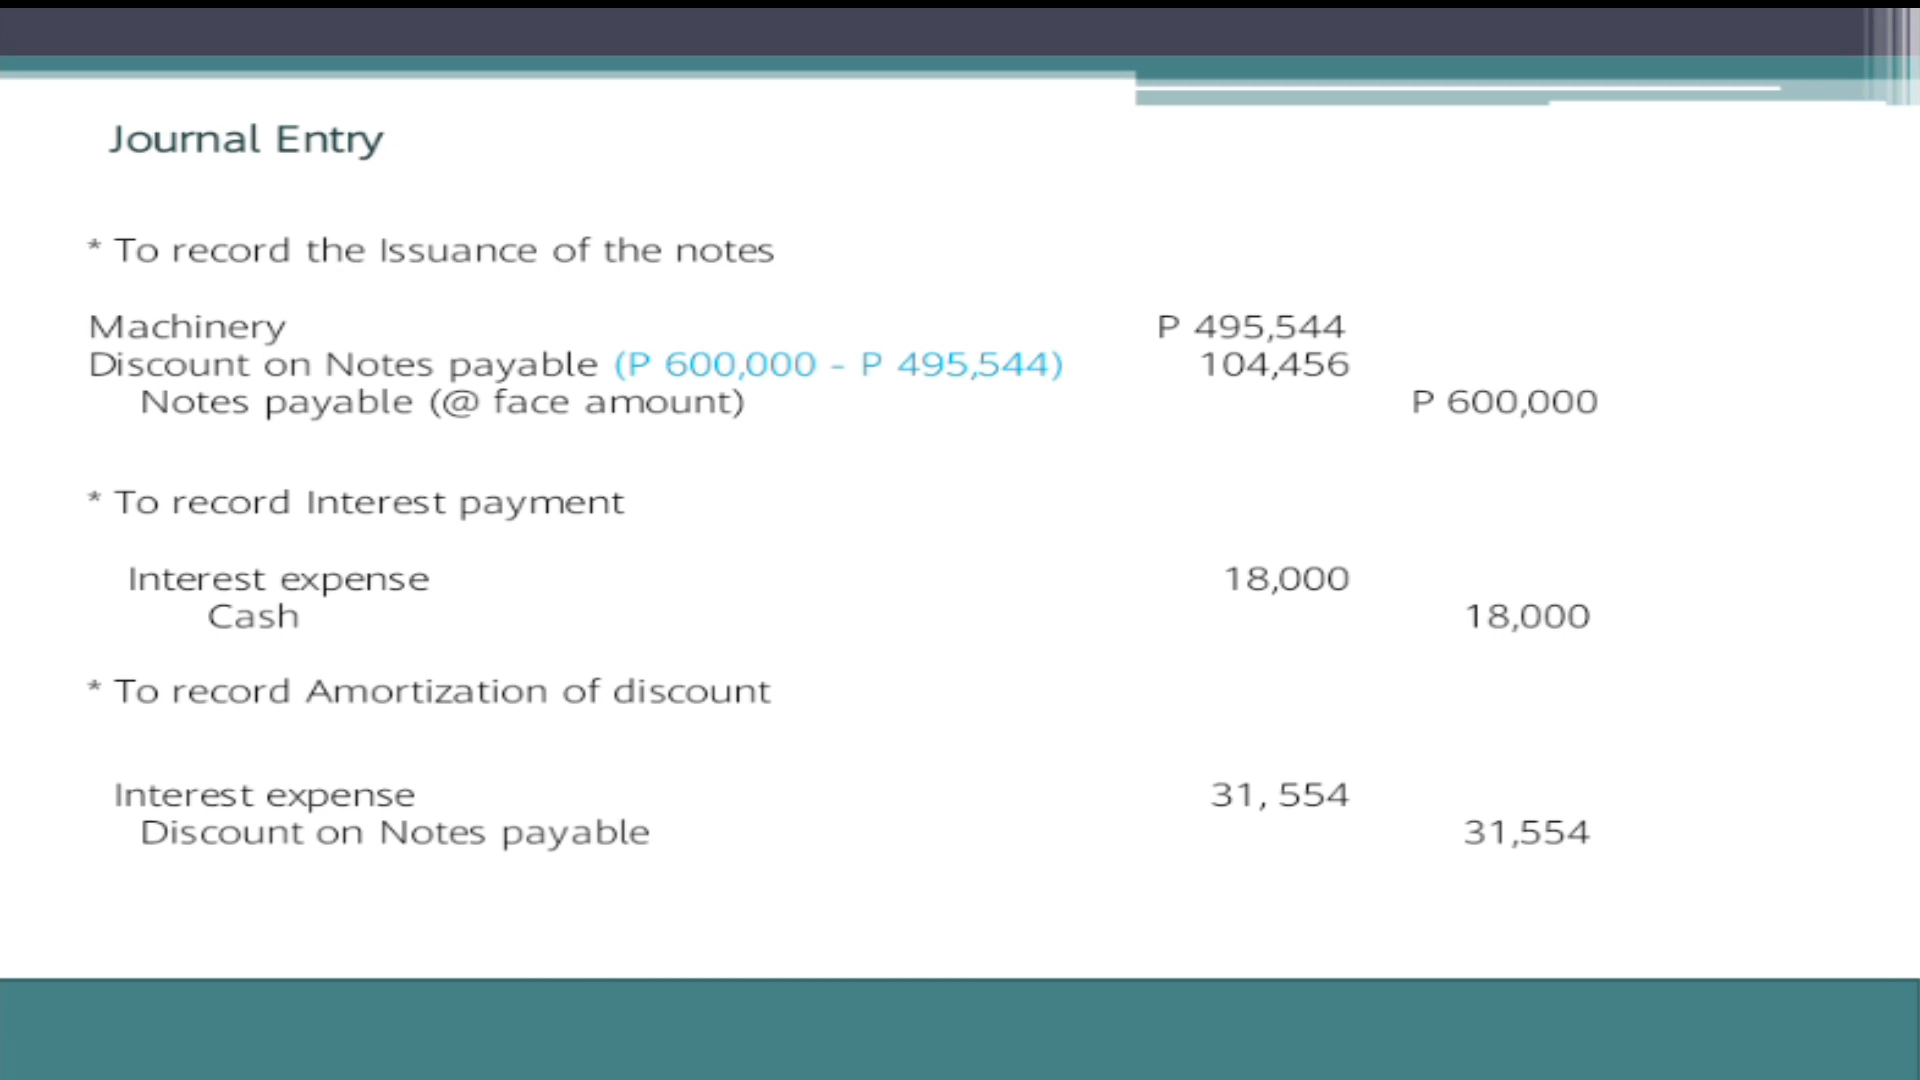 Journal Entry
* To record the Issuance of the notes
Machinery P 495,544
Discount on Notes payable (P 600,000 - P 495,544) 104,456
Notes payable (@ face amount) P 600,000
* To record Interest payment
Interest expense 18,000
Cash 18,000
* To record Amortization of discount
Interest expense 31, 554
Discount on Notes payable 31,554